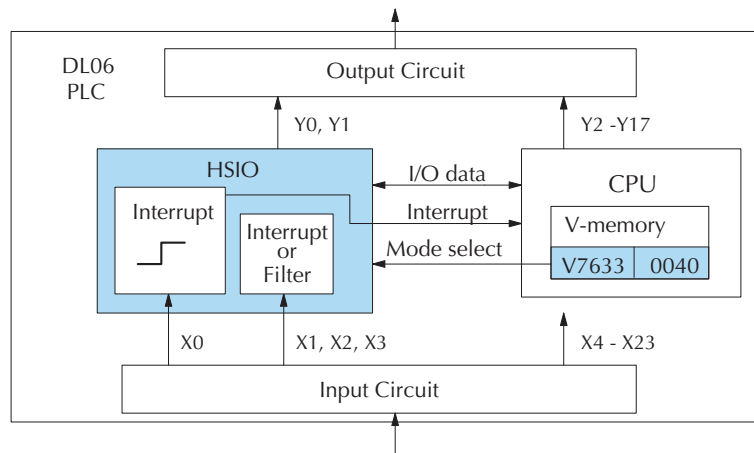 DL06
PLC
Output Circuit
Y0, Y1
Y2 -Y17
HSIO
I/O data
CPU
Interrupt
Interrupt
or
Filter
Interrupt
V-memory
Mode select
V7633 0040
X0
X1, X2, X3
X4 - X23
Input Circuit